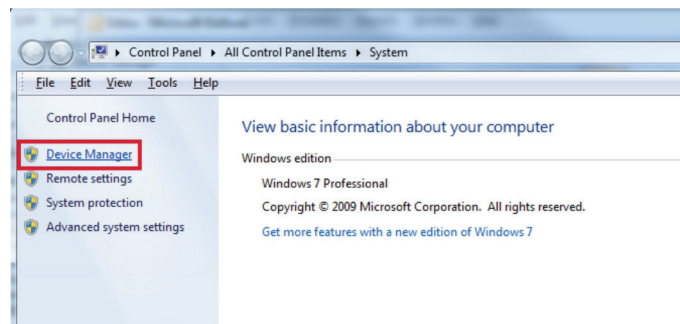 Control Panel ▸ All Control Panel Items ▸ System
File Edit View Tools Help
Control Panel Home
Device Manager
Remote settings
System protection
Advanced system settings
View basic information about your computer
Windows edition
Windows 7 Professional
Copyright © 2009 Microsoft Corporation. All rights reserved.
Get more features with a new edition of Windows 7